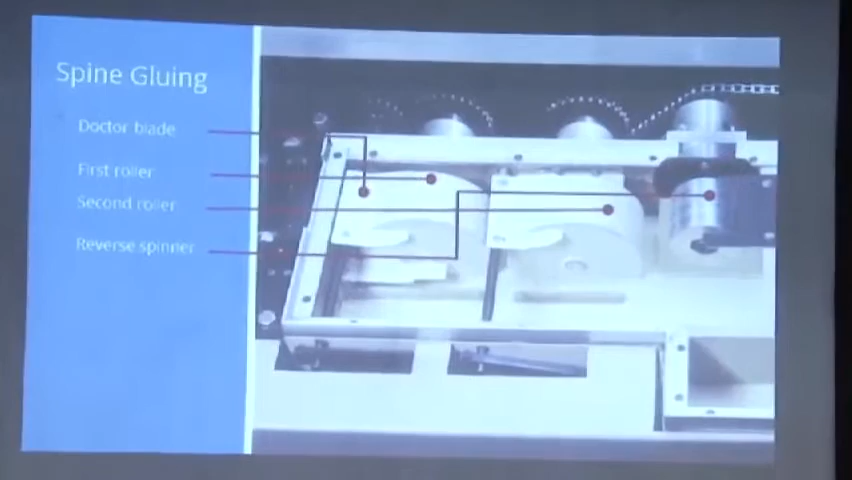 Spine Gluing
Doctor blade
First roller
Second roller
Reverse spinner